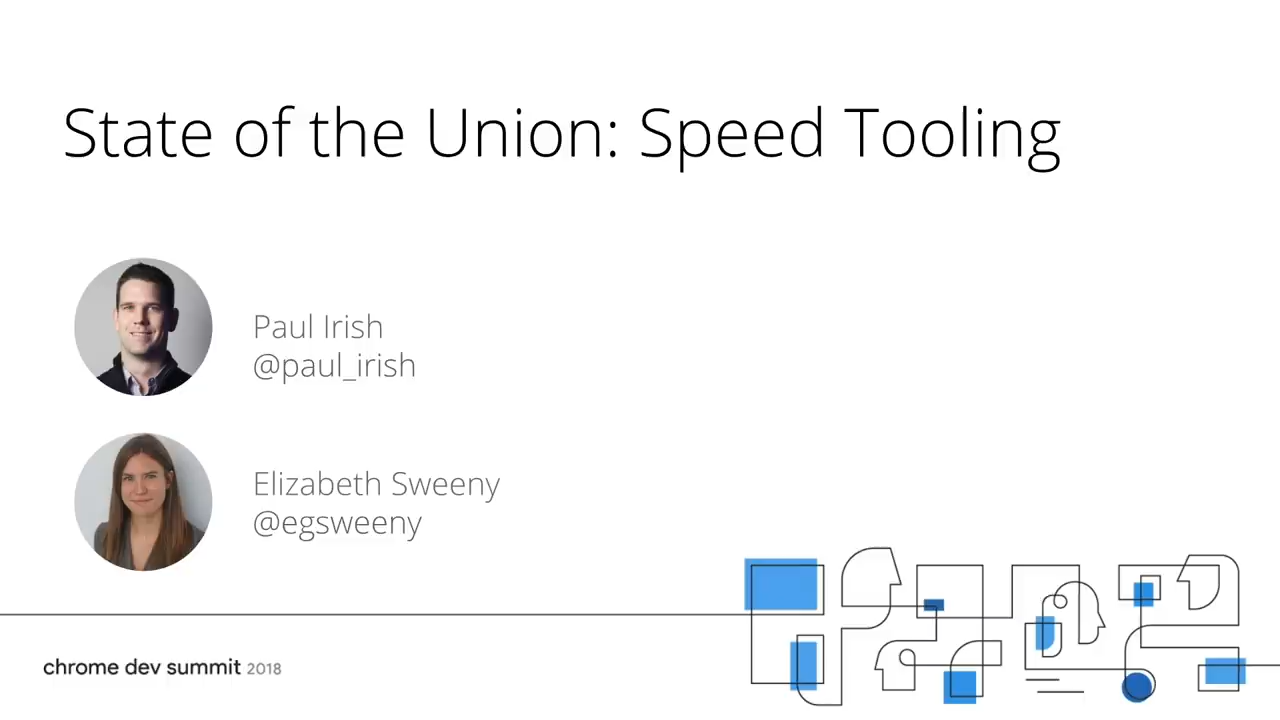 State of the Union: Speed Tooling
Paul Irish
@paul_irish
Elizabeth Sweeny
@egsweeny
chrome dev summit 2018